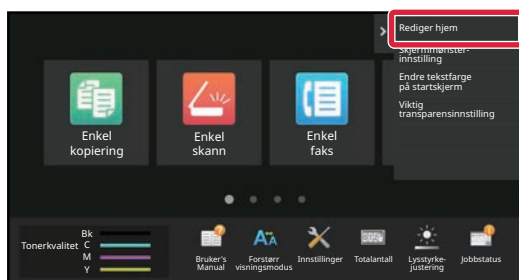 Rediger hjem
Skjermmønster-
innstilling
Endre tekstfarge
på startskjerm
Viktig
transparensinnstilling
Enkel
kopiering
Enkel
skann
Enkel
faks
Tonerkvalitet
Bk
C
M
Y
Bruker's
Manual
Forstørr
visningsmodus
Innstillinger
Totalantall
Lysstyrke-
justering
Jobbstatus